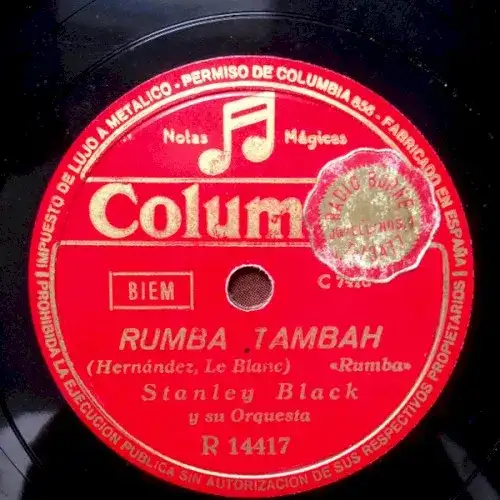 IMPUESTO DE LUJO A METALICO - PERMISO DE COLUMBIA 856 - FABRICADO EN ESPAÑA
PROHIBIDA LA EJECUCION PUBLICA SIN AUTORIZACION DE SUS RESPECTIVOS PROPIETARIOS
Notas Mágicas
Colum
RADIO
BIEM
RUMBA TAMBAH
(Hernández, Le Blanc) «Rumba»
Stanley Black
y su Orquesta
R 14417